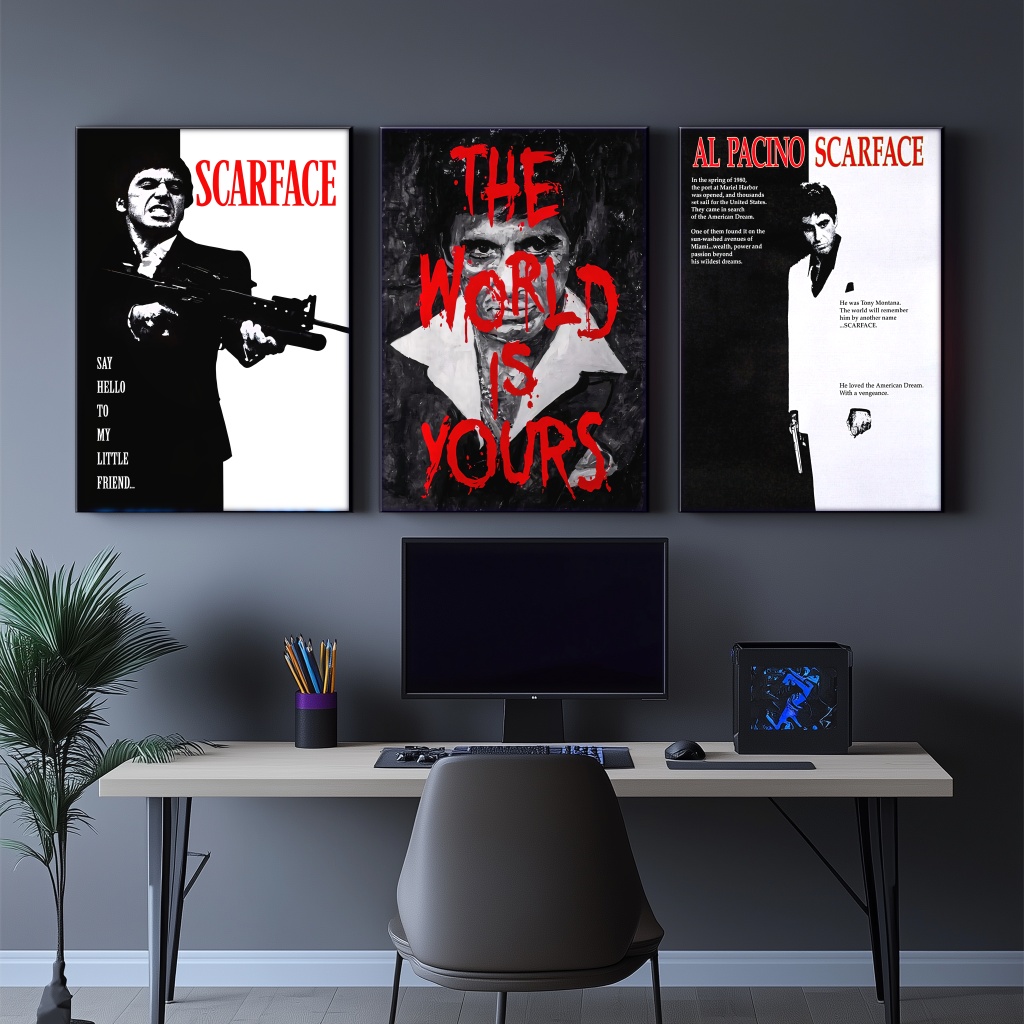 SCARFACE
SAY
HELLO
TO
MY
LITTLE
FRIEND...
THE
WORLD
IS
YOURS
AL PACINO SCARFACE
In the spring of 1980,
the port at Mariel Harbor
was opened, and thousands
set sail for the United States.
They came in search
of the American Dream.
One of them found it on the
sun-washed avenues of
Miami...wealth, power and
passion beyond
his wildest dreams.
He was Tony Montana.
The world will remember
him by another name
...SCARFACE.
He loved the American Dream.
With a vengeance.